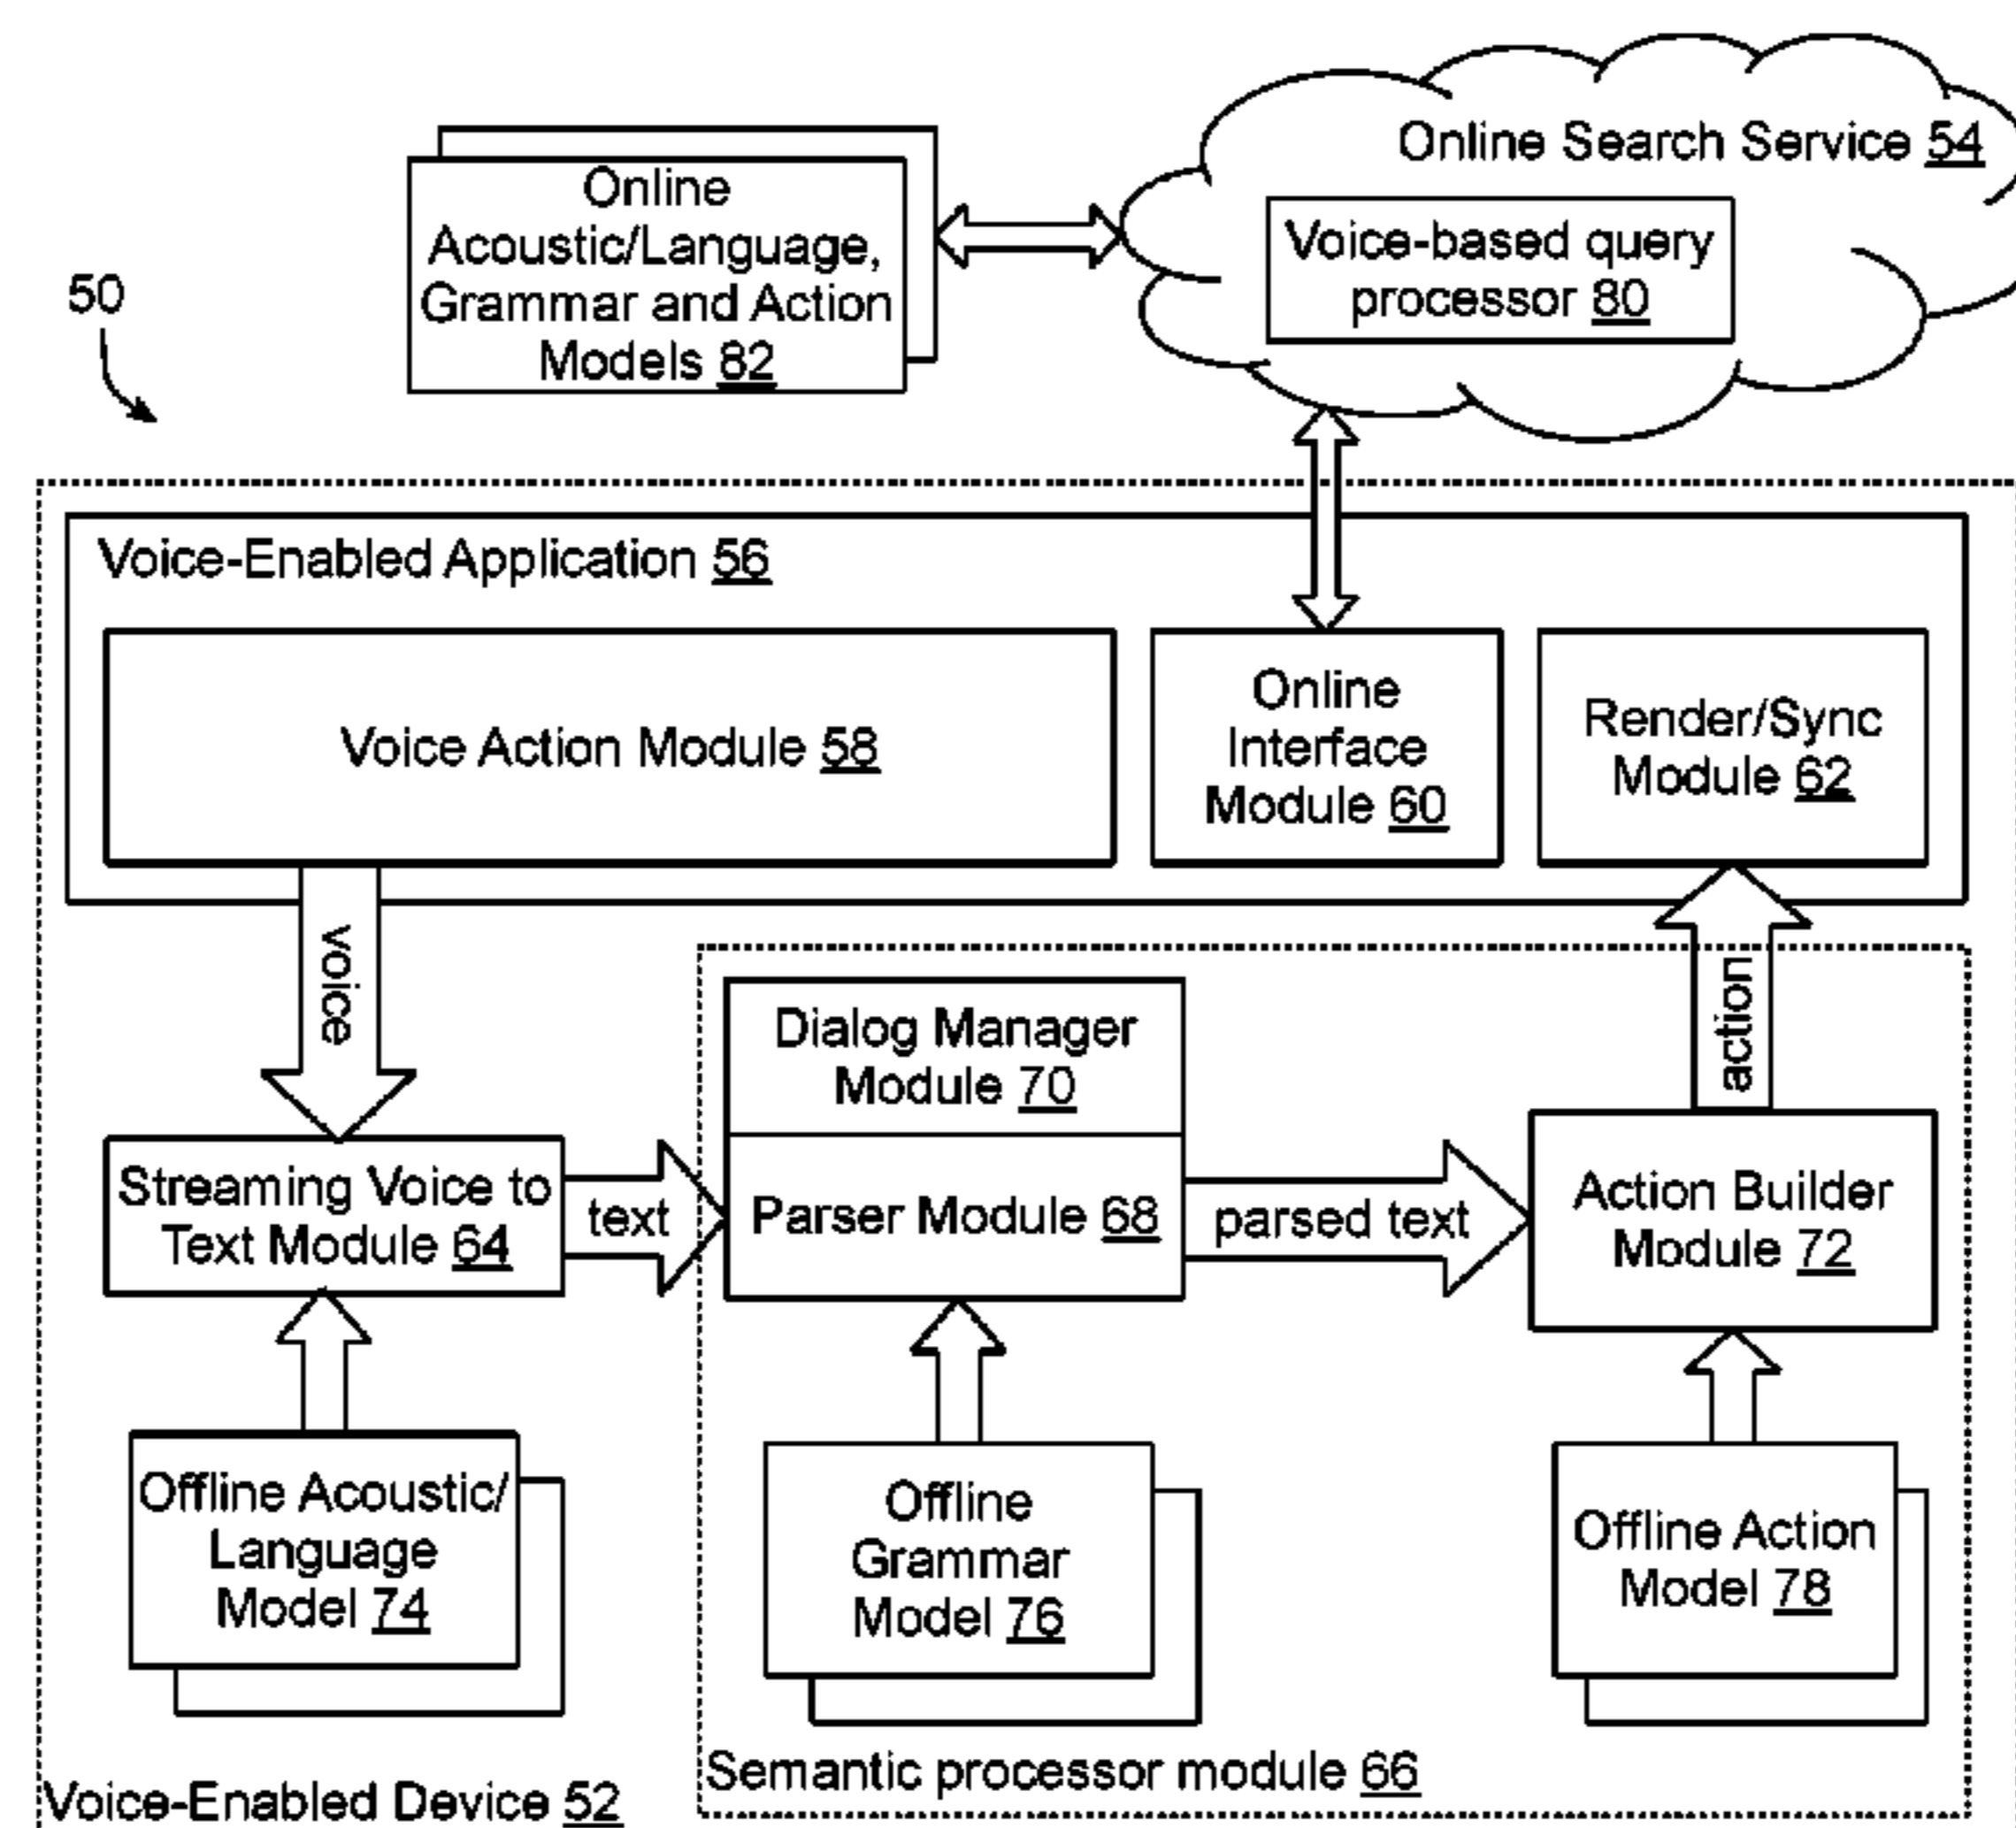 Online Search Service 54
Online
Acoustic/Language,
Grammar and Action
Models 82
Voice-based query
processor 80
50
Voice-Enabled Application 56
Voice Action Module 58
Online
Interface
Module 60
Render/Sync
Module 62
voice
action
Dialog Manager
Module 70
Streaming Voice to
Text Module 64
text
Parser Module 68
parsed text
Action Builder
Module 72
Offline Acoustic/
Language
Model 74
Offline
Grammar
Model 76
Offline Action
Model 78
Semantic processor module 66
Voice-Enabled Device 52